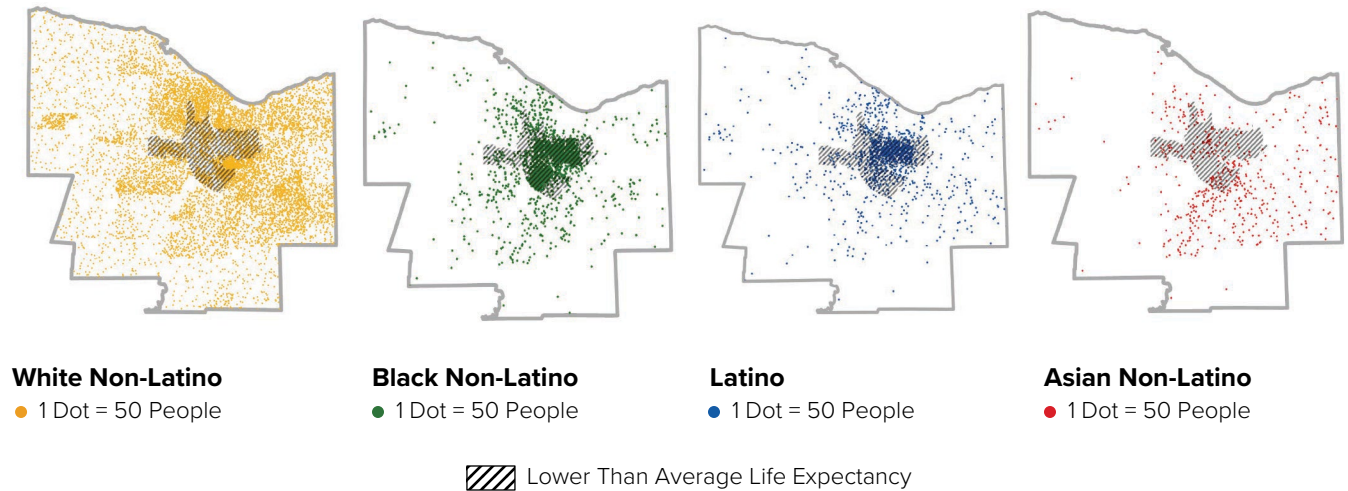 White Non-Latino
1 Dot = 50 People
Black Non-Latino
1 Dot = 50 People
Latino
1 Dot = 50 People
Asian Non-Latino
1 Dot = 50 People
Lower Than Average Life Expectancy